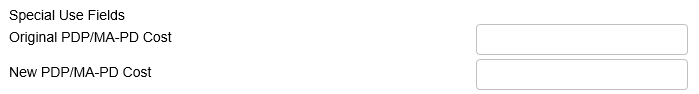 Special Use Fields
Original PDP/MA-PD Cost
New PDP/MA-PD Cost